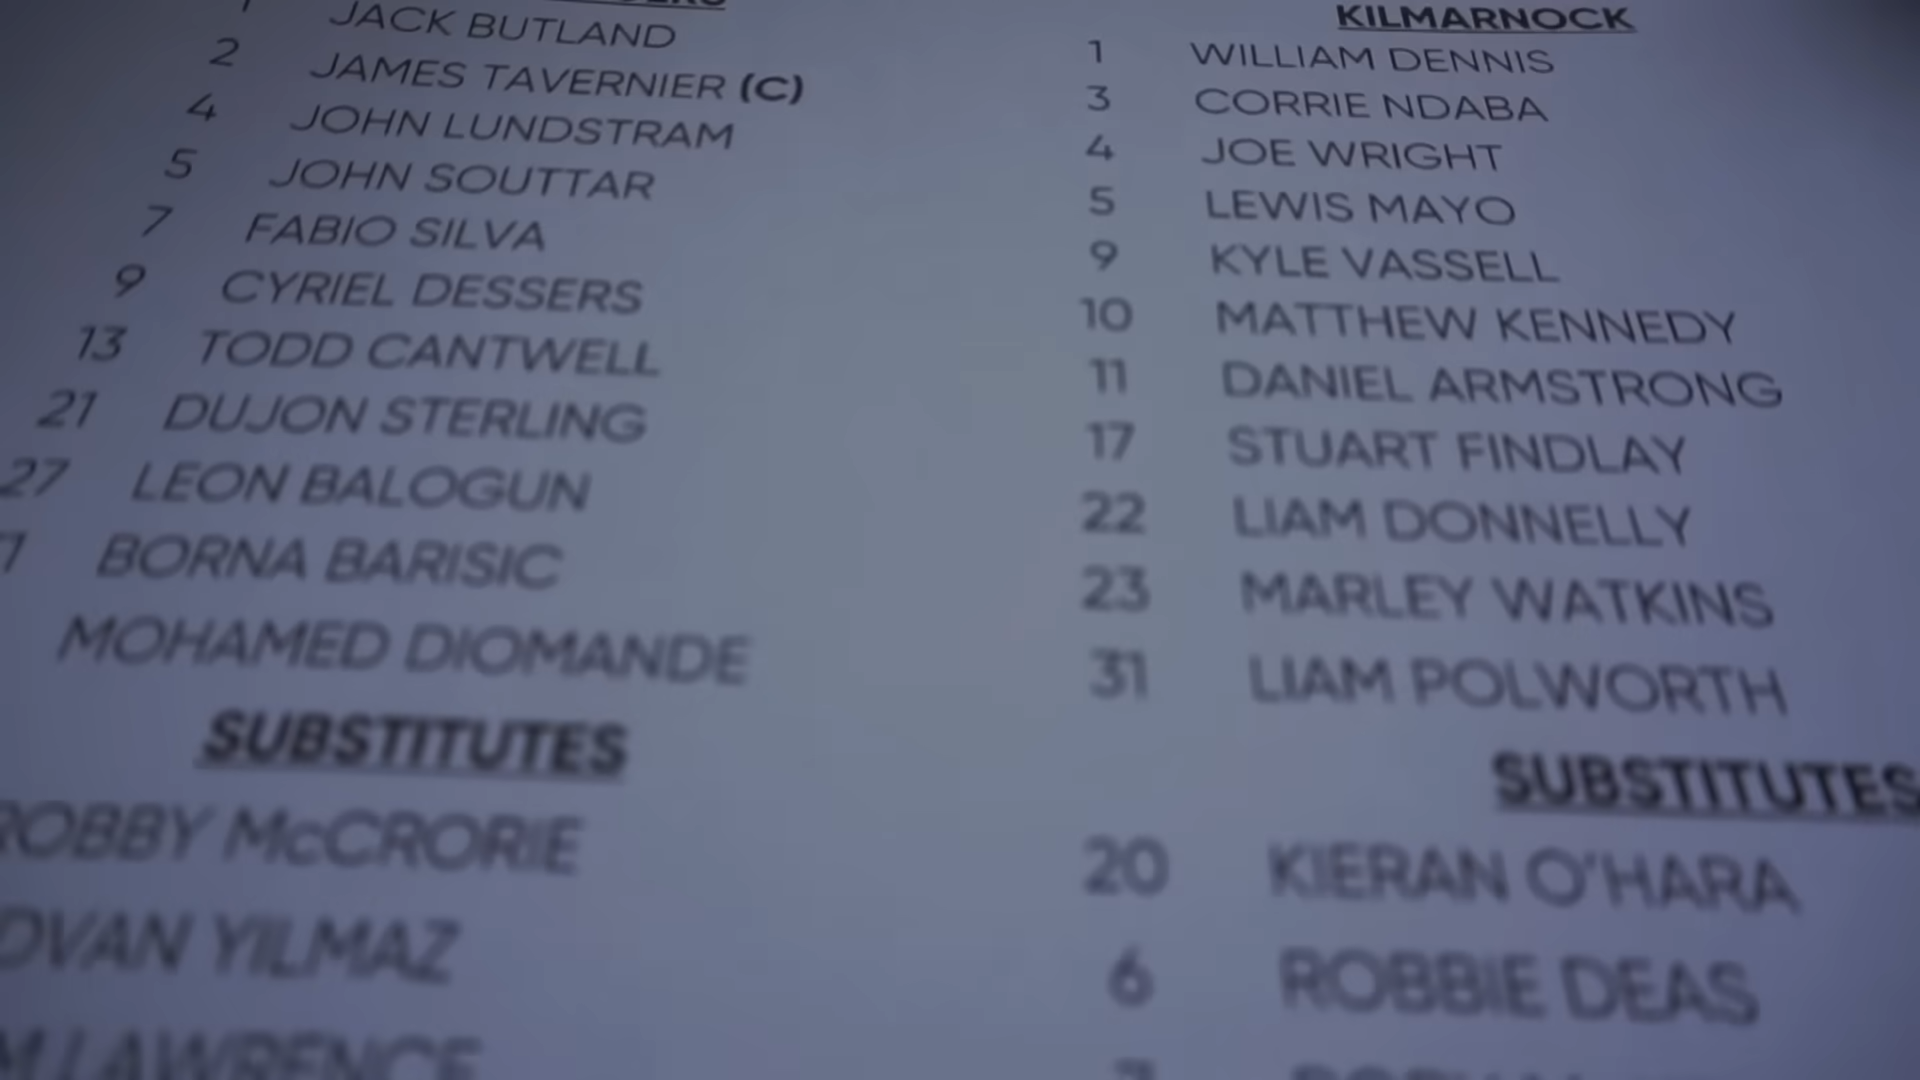 1 JACK BUTLAND
2 JAMES TAVERNIER (C)
4 JOHN LUNDSTRAM
5 JOHN SOUTTAR
7 FABIO SILVA
9 CYRIEL DESSERS
13 TODD CANTWELL
21 DUJON STERLING
27 LEON BALOGUN
BORNA BARISIC
MOHAMED DIOMANDE
SUBSTITUTES
ROBBY McCRORIE
YILMAZ
LAWRENCE
KILMARNOCK
1 WILLIAM DENNIS
3 CORRIE NDABA
4 JOE WRIGHT
5 LEWIS MAYO
9 KYLE VASSELL
10 MATTHEW KENNEDY
11 DANIEL ARMSTRONG
17 STUART FINDLAY
22 LIAM DONNELLY
23 MARLEY WATKINS
31 LIAM POLWORTH
SUBSTITUTES
20 KIERAN O'HARA
6 ROBBIE DEAS